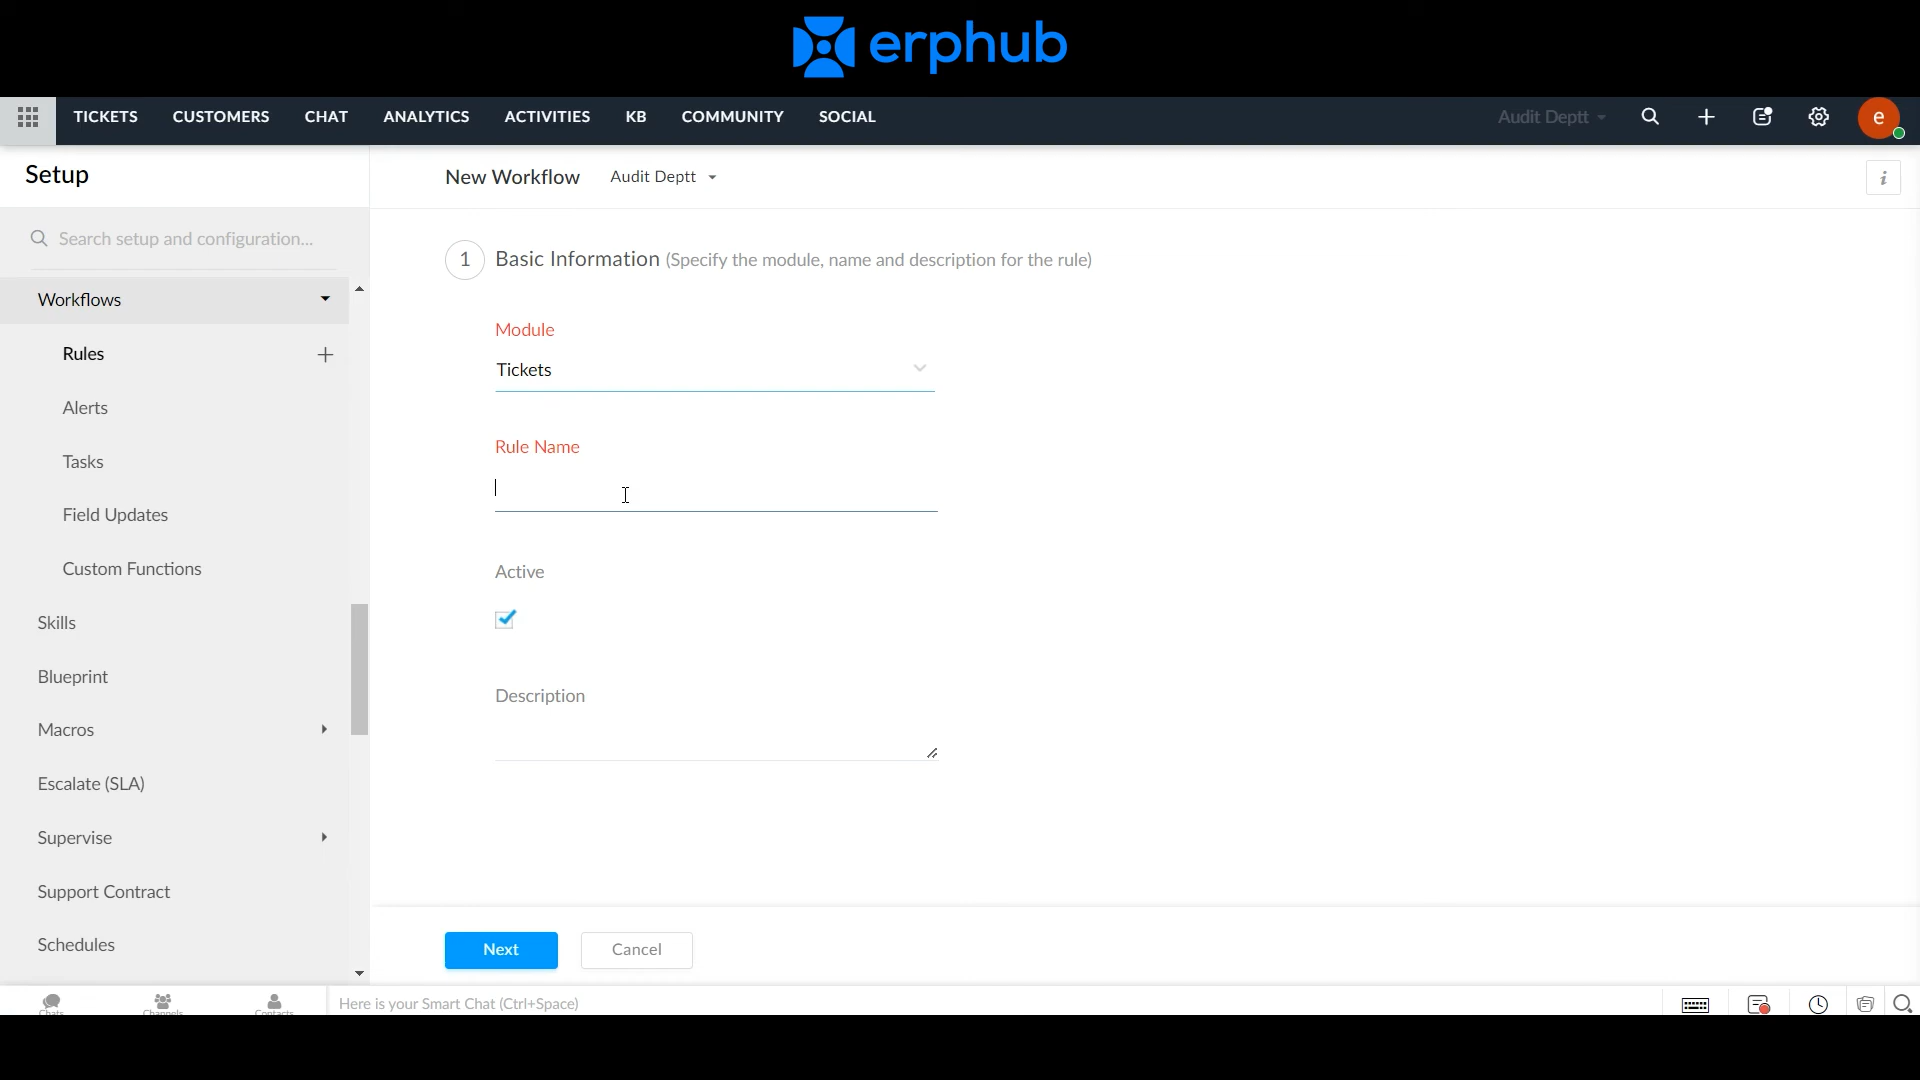 erphub
TICKETS CUSTOMERS CHAT ANALYTICS ACTIVITIES KB COMMUNITY SOCIAL Audit Deptt e
Setup
New Workflow Audit Deptt
i
Search setup and configuration...
1 Basic Information (Specify the module, name and description for the rule)
Workflows
Module
Rules
Tickets
Alerts
Rule Name
Tasks
Field Updates
Custom Functions
Active
Skills
Blueprint
Description
Macros
Escalate (SLA)
Supervise
Support Contract
Schedules
Next Cancel
Chats Channels Contacts Here is your Smart Chat (Ctrl+Space)